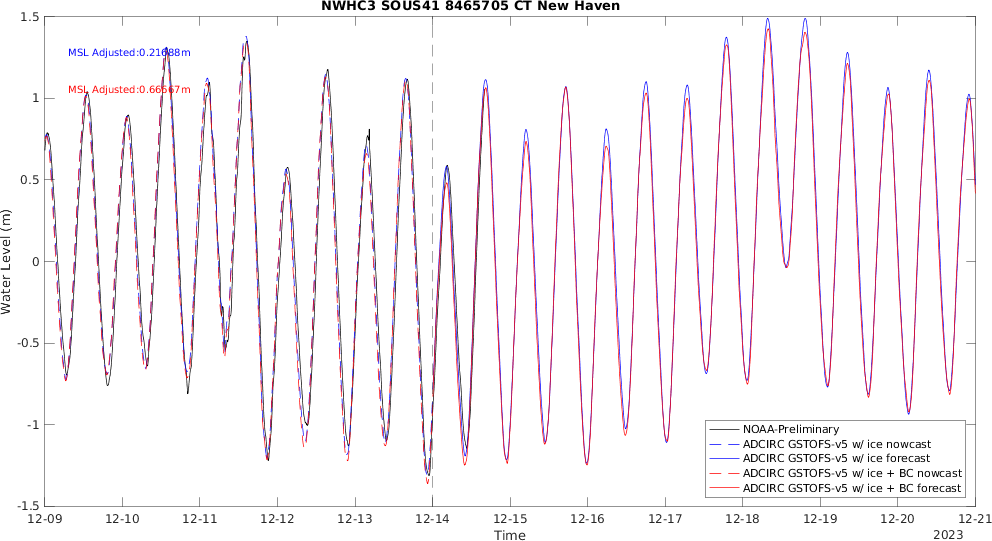 NWHC3 SOUS41 8465705 CT New Haven
MSL Adjusted:0.21688m
MSL Adjusted:0.66567m
Water Level (m)
1.5
1
0.5
0
-0.5
-1
-1.5
NOAA-Preliminary
ADCIRC GSTOFS-v5 w/ ice nowcast
ADCIRC GSTOFS-v5 w/ ice forecast
ADCIRC GSTOFS-v5 w/ ice + BC nowcast
ADCIRC GSTOFS-v5 w/ ice + BC forecast
12-09 12-10 12-11 12-12 12-13 12-14 12-15 12-16 12-17 12-18 12-19 12-20 12-21
Time
2023